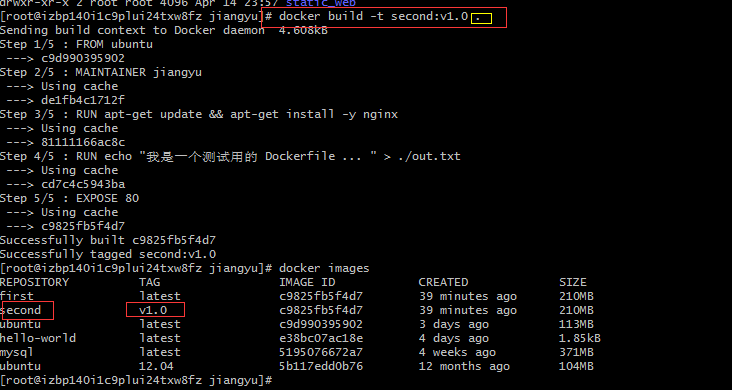 drwxr-xr-x 2 root root 4096 Apr 14 23:57 static_web
[root@izbp140i1c9plui24txw8fz jiangyu]# docker build -t second:v1.0 .
Sending build context to Docker daemon  4.608kB
Step 1/5 : FROM ubuntu
 ---> c9d990395902
Step 2/5 : MAINTAINER jiangyu
 ---> Using cache
 ---> de1fb4c1712f
Step 3/5 : RUN apt-get update && apt-get install -y nginx
 ---> Using cache
 ---> 81111166ac8c
Step 4/5 : RUN echo "我是一个测试用的 Dockerfile ... " > ./out.txt
 ---> Using cache
 ---> cd7c4c5943ba
Step 5/5 : EXPOSE 80
 ---> Using cache
 ---> c9825fb5f4d7
Successfully built c9825fb5f4d7
Successfully tagged second:v1.0
[root@izbp140i1c9plui24txw8fz jiangyu]# docker images
REPOSITORY TAG IMAGE ID CREATED SIZE
first latest c9825fb5f4d7 39 minutes ago 210MB
second v1.0 c9825fb5f4d7 39 minutes ago 210MB
ubuntu latest c9d990395902 3 days ago 113MB
hello-world latest e38bc07ac18e 4 days ago 1.85kB
mysql latest 5195076672a7 4 weeks ago 371MB
ubuntu 12.04 5b117edd0b76 12 months ago 104MB
[root@izbp140i1c9plui24txw8fz jiangyu]#